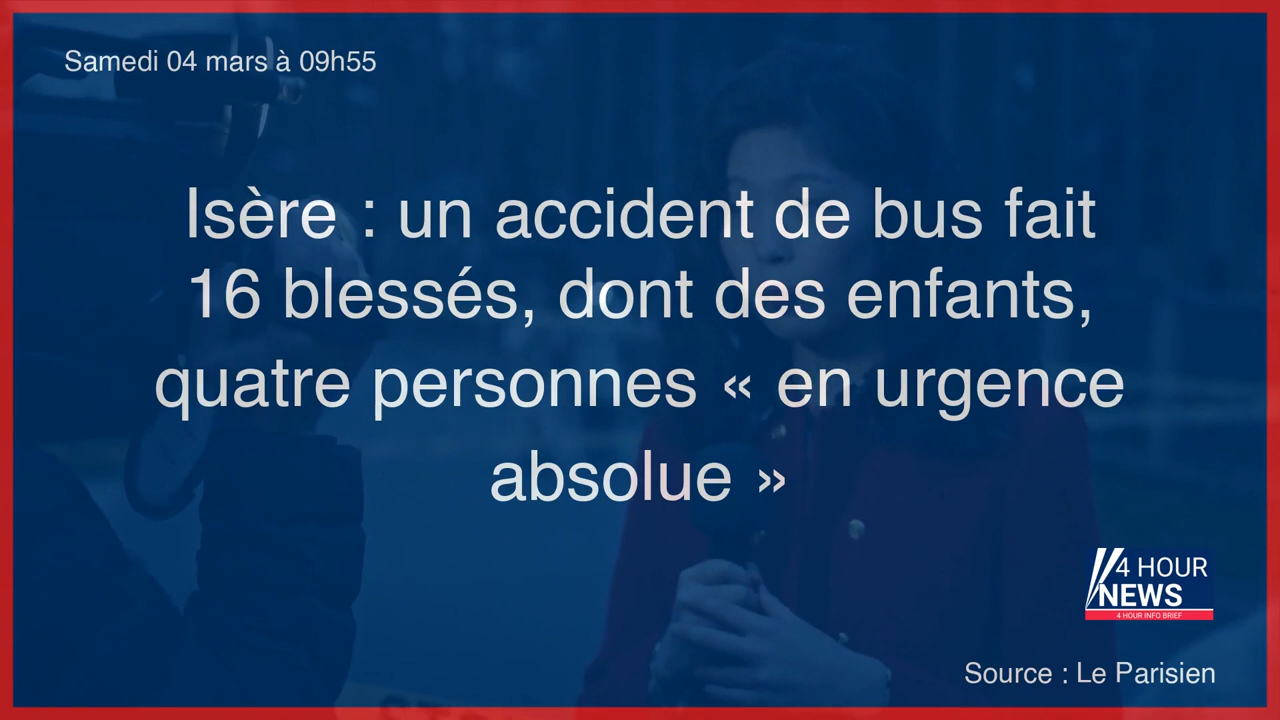 Samedi 04 mars à 09h55
Isère : un accident de bus fait
16 blessés, dont des enfants,
quatre personnes « en urgence
absolue »
4 HOUR
NEWS
4 HOUR INFO BRIEF
Source : Le Parisien